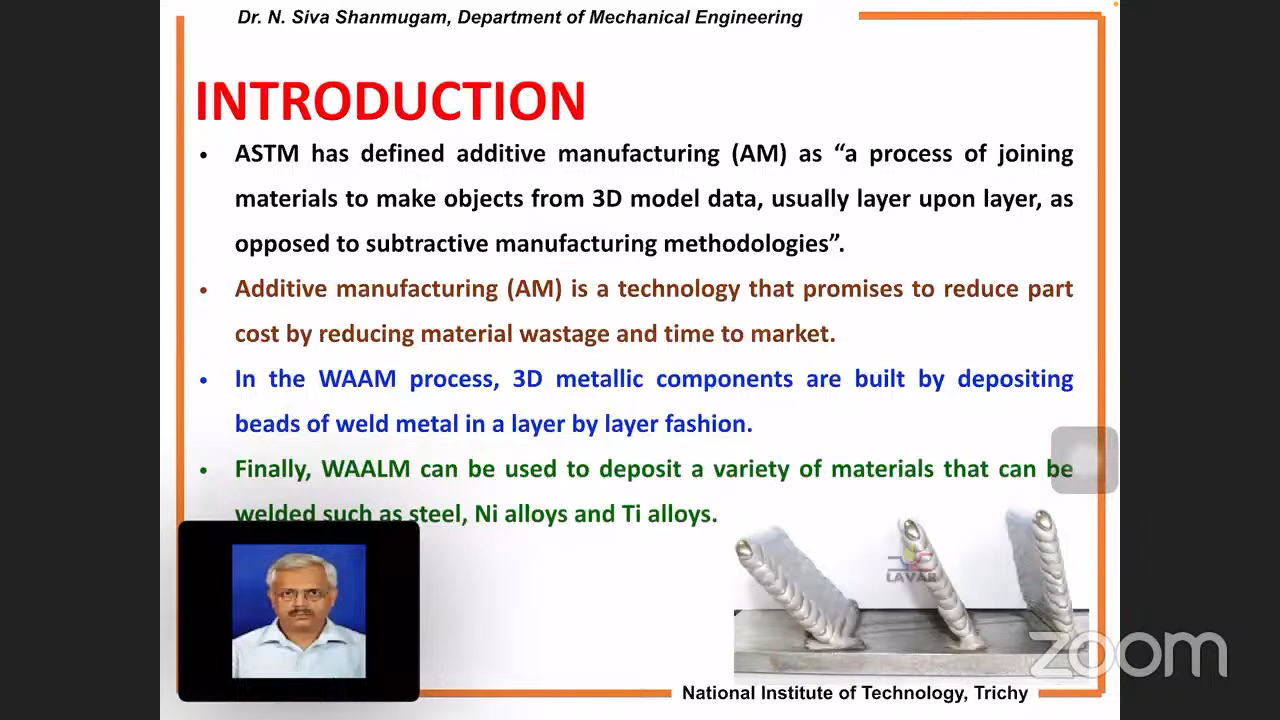 Dr. N. Siva Shanmugam, Department of Mechanical Engineering
INTRODUCTION
• ASTM has defined additive manufacturing (AM) as “a process of joining
materials to make objects from 3D model data, usually layer upon layer, as
opposed to subtractive manufacturing methodologies”.
• Additive manufacturing (AM) is a technology that promises to reduce part
cost by reducing material wastage and time to market.
• In the WAAM process, 3D metallic components are built by depositing
beads of weld metal in a layer by layer fashion.
• Finally, WAALM can be used to deposit a variety of materials that can be
welded such as steel, Ni alloys and Ti alloys.
LAVAR
zoom
National Institute of Technology, Trichy